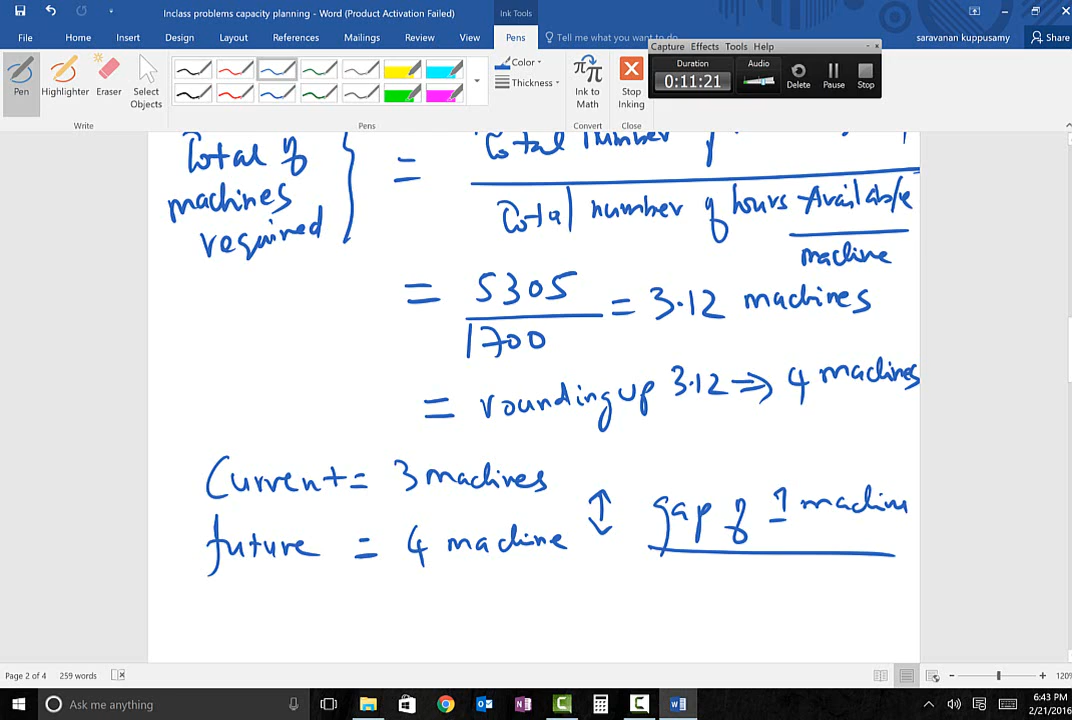 Inclass problems capacity planning - Word (Product Activation Failed)
Ink Tools
File Home Insert Design Layout References Mailings Review View Pens Tell me what you want to do
saravanan kuppusamy Share
Capture Effects Tools Help
Duration
0:11:21
Audio
Delete Pause Stop
Pen Highlighter Eraser Select Objects
Color
Thickness
Ink to Math
Stop Inking
Write Pens Convert Close
Total of machines required =
Total number
Total number of hours Available
machine
= 5305
1700
= 3.12 machines
= rounding up 3.12 ⇒ 4 machines
Current = 3 machines
future = 4 machine
gap of 1 machine
Page 2 of 4 259 words
120%
Ask me anything
6:43 PM
2/21/2016